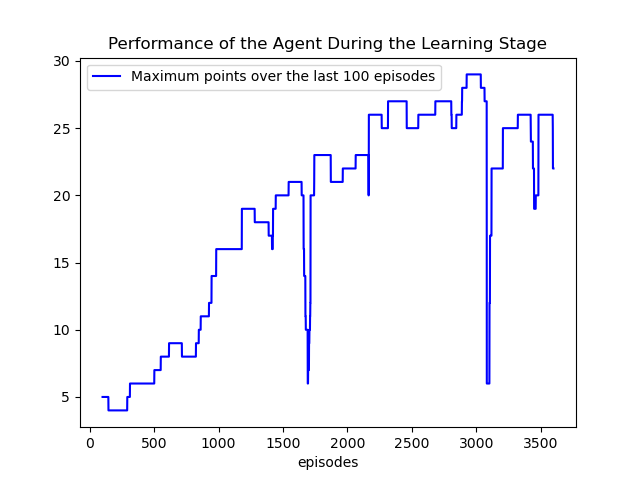 Performance of the Agent During the Learning Stage
Maximum points over the last 100 episodes
30
25
20
15
10
5
0 500 1000 1500 2000 2500 3000 3500
episodes